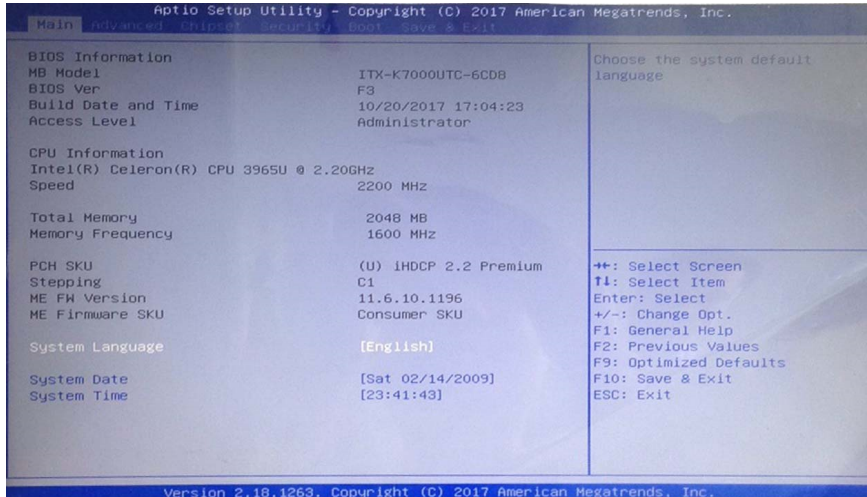 Aptio Setup Utility – Copyright (C) 2017 American Megatrends, Inc.
Main Advanced Chipset Security Boot Save & Exit
BIOS Information
MB Model ITX-K7000UTC-6CDB
BIOS Ver F3
Build Date and Time 10/20/2017 17:04:23
Access Level Administrator
CPU Information
Intel(R) Celeron(R) CPU 3965U @ 2.20GHz
Speed 2200 MHz
Total Memory 2048 MB
Memory Frequency 1600 MHz
PCH SKU (U) iHDCP 2.2 Premium
Stepping C1
ME FW Version 11.6.10.1196
ME Firmware SKU Consumer SKU
System Language [English]
System Date [Sat 02/14/2009]
System Time [23:41:43]
Choose the system default
language
→←: Select Screen
↑↓: Select Item
Enter: Select
+/-: Change Opt.
F1: General Help
F2: Previous Values
F9: Optimized Defaults
F10: Save & Exit
ESC: Exit
Version 2.18.1263. Copyright (C) 2017 American Megatrends, Inc.